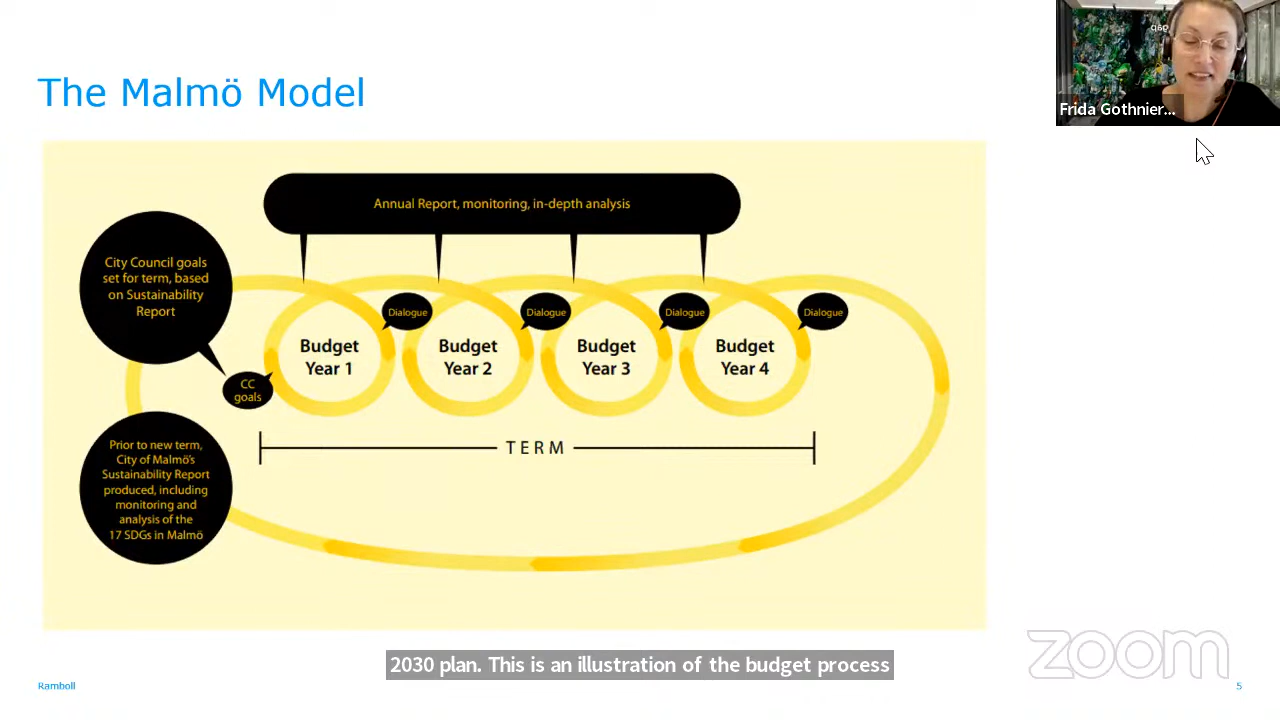 The Malmö Model
Frida Gothnier...
Annual Report, monitoring, in-depth analysis
City Council goals
set for term, based
on Sustainability
Report
Dialogue
Dialogue
Dialogue
Dialogue
Budget
Year 1
Budget
Year 2
Budget
Year 3
Budget
Year 4
CC
goals
TERM
Prior to new term,
City of Malmö's
Sustainability Report
produced, including
monitoring and
analysis of the
17 SDGs in Malmö
zoom
2030 plan. This is an illustration of the budget process
Ramboll
5